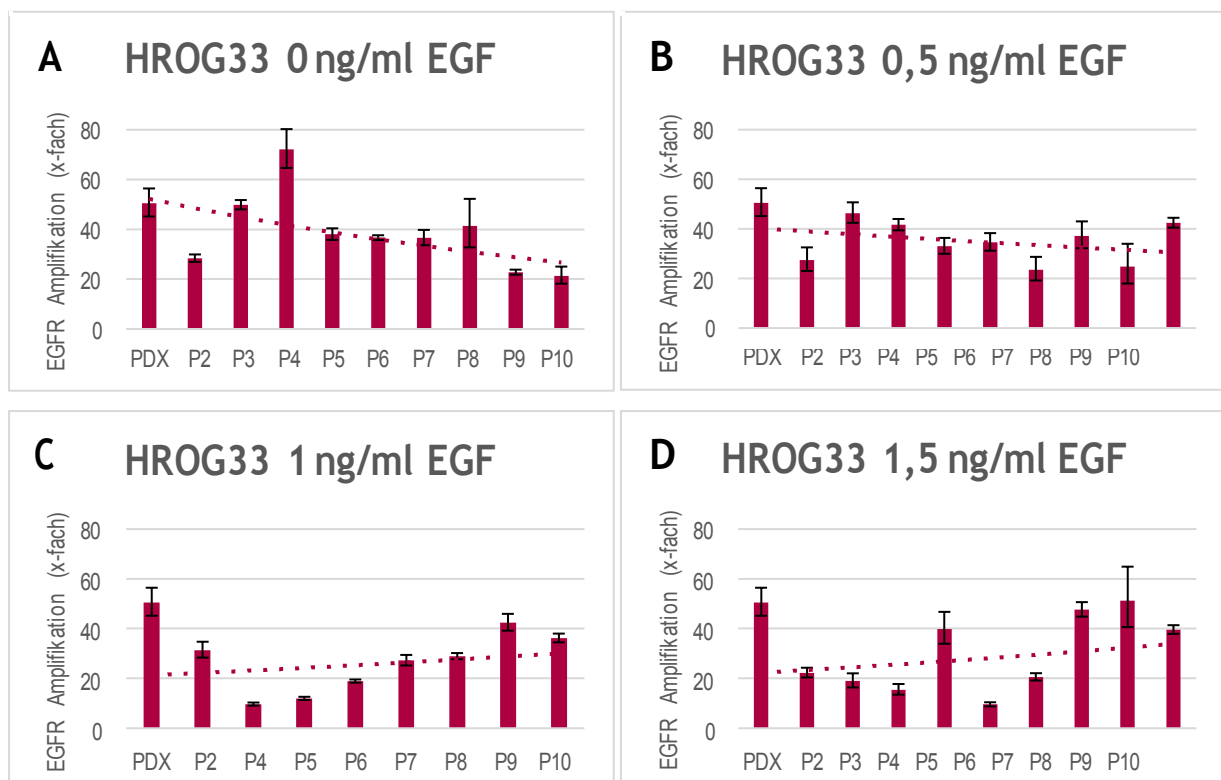 A HROG33 0 ng/ml EGF
EGFR Amplifikation (x-fach)
80
60
40
20
0
PDX P2 P3 P4 P5 P6 P7 P8 P9 P10
B HROG33 0,5 ng/ml EGF
EGFR Amplifikation (x-fach)
80
60
40
20
0
PDX P2 P3 P4 P5 P6 P7 P8 P9 P10
C HROG33 1 ng/ml EGF
EGFR Amplifikation (x-fach)
80
60
40
20
0
PDX P2 P4 P5 P6 P7 P8 P9 P10
D HROG33 1,5 ng/ml EGF
EGFR Amplifikation (x-fach)
80
60
40
20
0
PDX P2 P3 P4 P5 P6 P7 P8 P9 P10